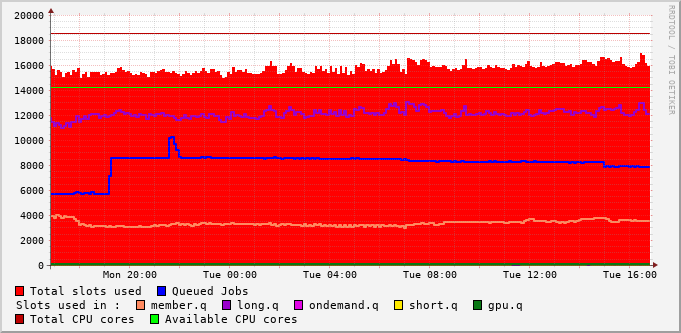 20000
18000
16000
14000
12000
10000
8000
6000
4000
2000
0
Mon 20:00 Tue 00:00 Tue 04:00 Tue 08:00 Tue 12:00 Tue 16:00
RRDTOOL / TOBI OETIKER
Total slots used Queued Jobs
Slots used in : member.q long.q ondemand.q short.q gpu.q
Total CPU cores Available CPU cores